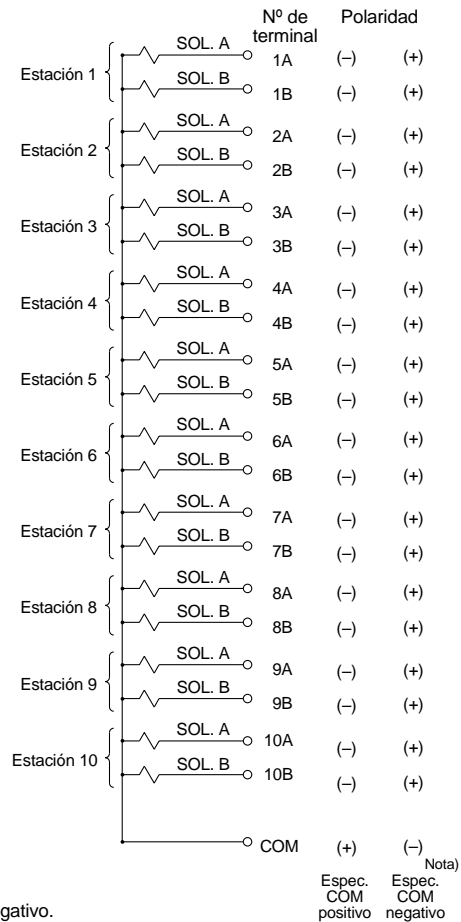 Nº de terminal Polaridad
Estación 1
SOL. A 1A (–) (+)
SOL. B 1B (–) (+)
Estación 2
SOL. A 2A (–) (+)
SOL. B 2B (–) (+)
Estación 3
SOL. A 3A (–) (+)
SOL. B 3B (–) (+)
Estación 4
SOL. A 4A (–) (+)
SOL. B 4B (–) (+)
Estación 5
SOL. A 5A (–) (+)
SOL. B 5B (–) (+)
Estación 6
SOL. A 6A (–) (+)
SOL. B 6B (–) (+)
Estación 7
SOL. A 7A (–) (+)
SOL. B 7B (–) (+)
Estación 8
SOL. A 8A (–) (+)
SOL. B 8B (–) (+)
Estación 9
SOL. A 9A (–) (+)
SOL. B 9B (–) (+)
Estación 10
SOL. A 10A (–) (+)
SOL. B 10B (–) (+)
COM (+) (–)
Nota)
Espec. COM positivo
Espec. COM negativo
gativo.